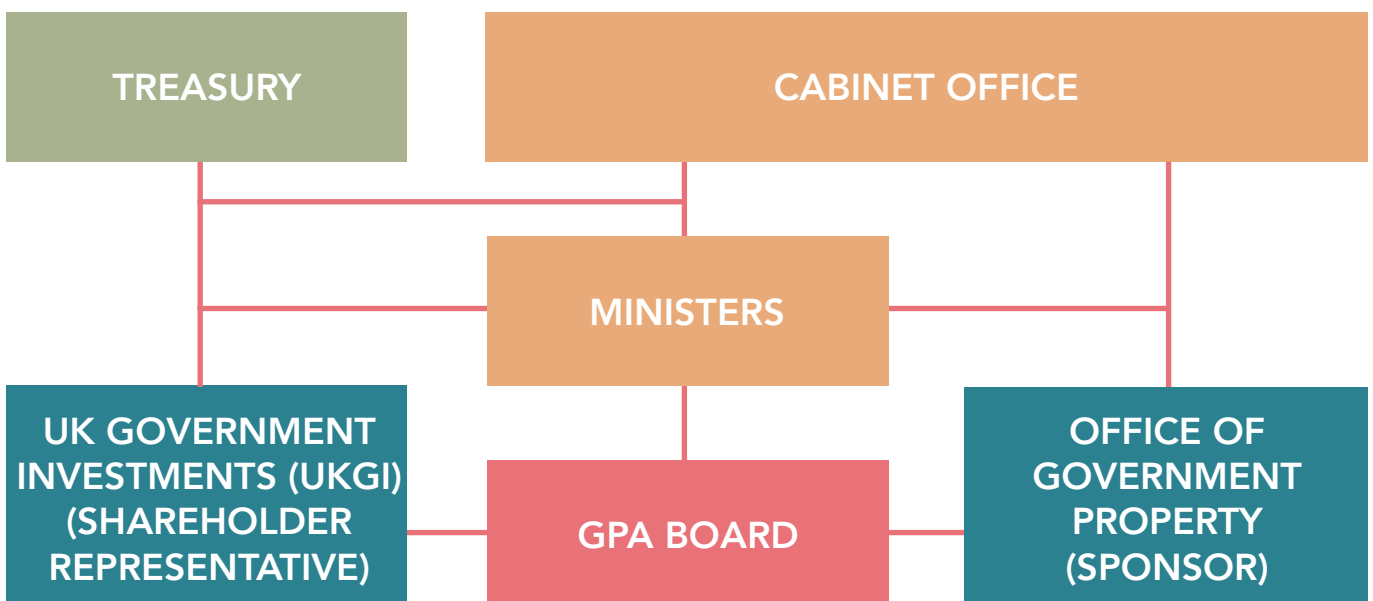 TREASURY
CABINET OFFICE
MINISTERS
UK GOVERNMENT
INVESTMENTS (UKGI)
(SHAREHOLDER
REPRESENTATIVE)
GPA BOARD
OFFICE OF
GOVERNMENT
PROPERTY
(SPONSOR)